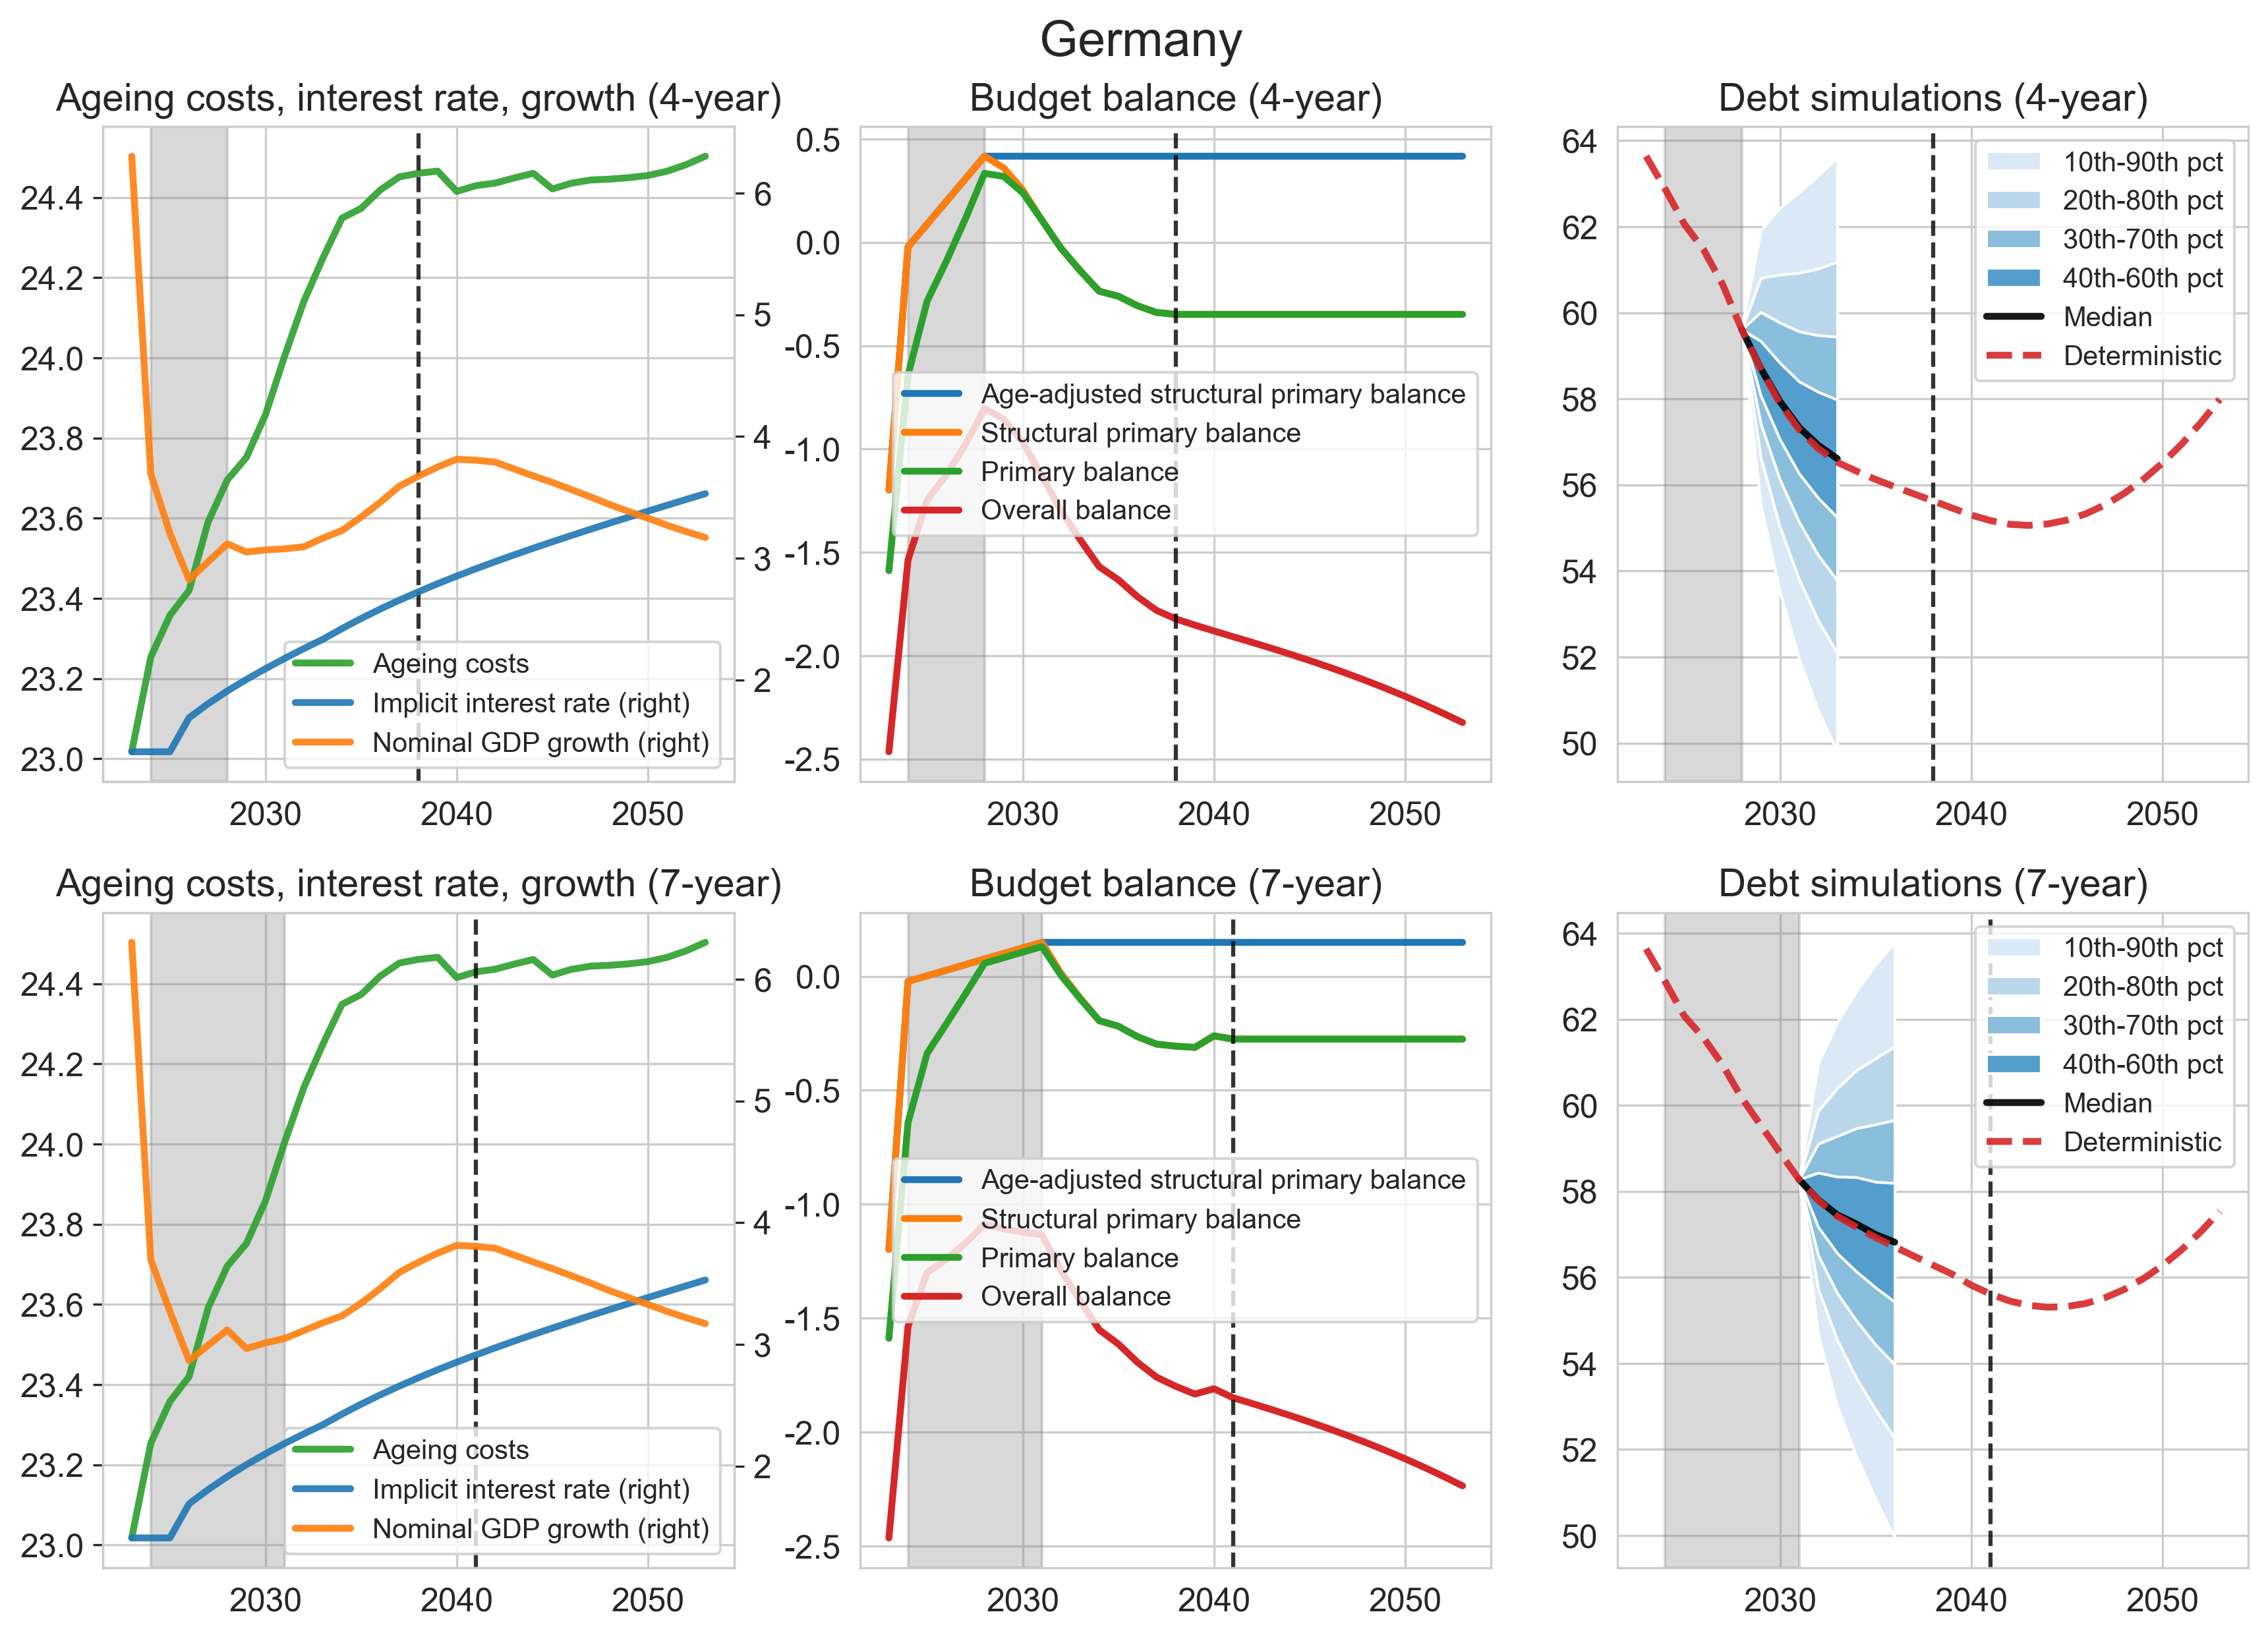 Germany
Ageing costs, interest rate, growth (4-year)
24.4
24.2
24.0
23.8
23.6
23.4
23.2
23.0
6
5
4
3
2
Ageing costs
Implicit interest rate (right)
Nominal GDP growth (right)
2030 2040 2050
Budget balance (4-year)
0.5
0.0
-0.5
-1.0
-1.5
-2.0
-2.5
Age-adjusted structural primary balance
Structural primary balance
Primary balance
Overall balance
2030 2040 2050
Debt simulations (4-year)
64
62
60
58
56
54
52
50
10th-90th pct
20th-80th pct
30th-70th pct
40th-60th pct
Median
Deterministic
2030 2040 2050
Ageing costs, interest rate, growth (7-year)
24.4
24.2
24.0
23.8
23.6
23.4
23.2
23.0
6
5
4
3
2
Ageing costs
Implicit interest rate (right)
Nominal GDP growth (right)
2030 2040 2050
Budget balance (7-year)
0.0
-0.5
-1.0
-1.5
-2.0
-2.5
Age-adjusted structural primary balance
Structural primary balance
Primary balance
Overall balance
2030 2040 2050
Debt simulations (7-year)
64
62
60
58
56
54
52
50
10th-90th pct
20th-80th pct
30th-70th pct
40th-60th pct
Median
Deterministic
2030 2040 2050